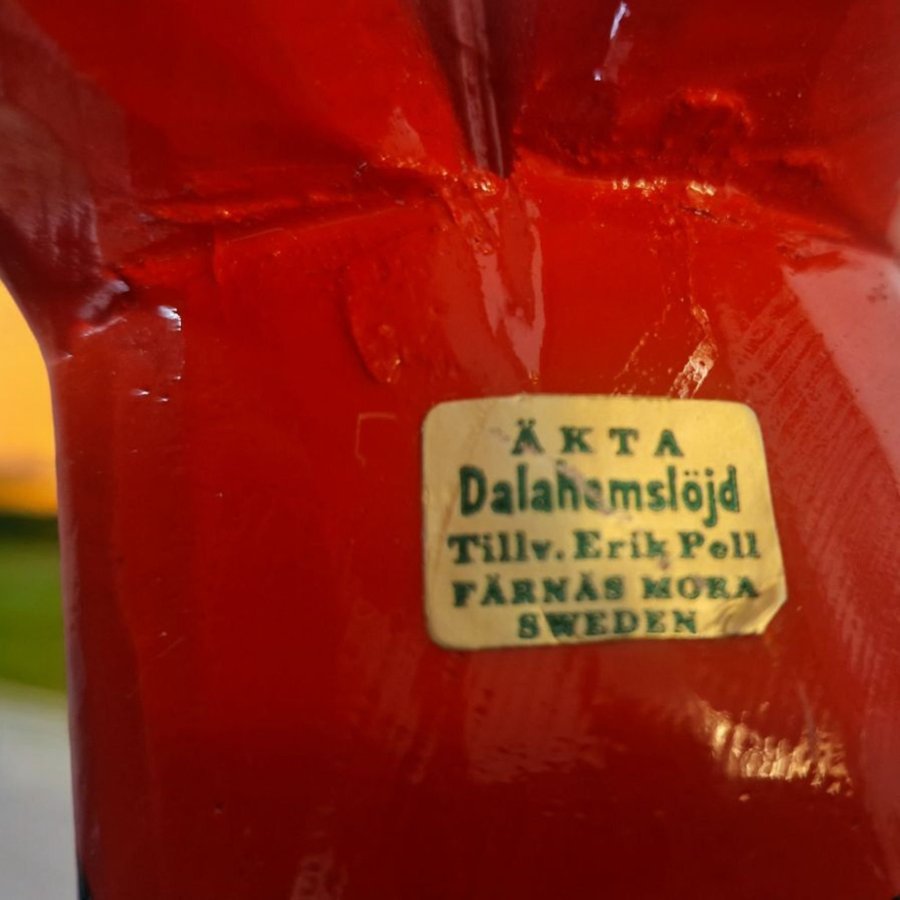 ÄKTA
Dalahemslöjd
Tillv. Erik Pell
FÄRNÄS MORA
SWEDEN